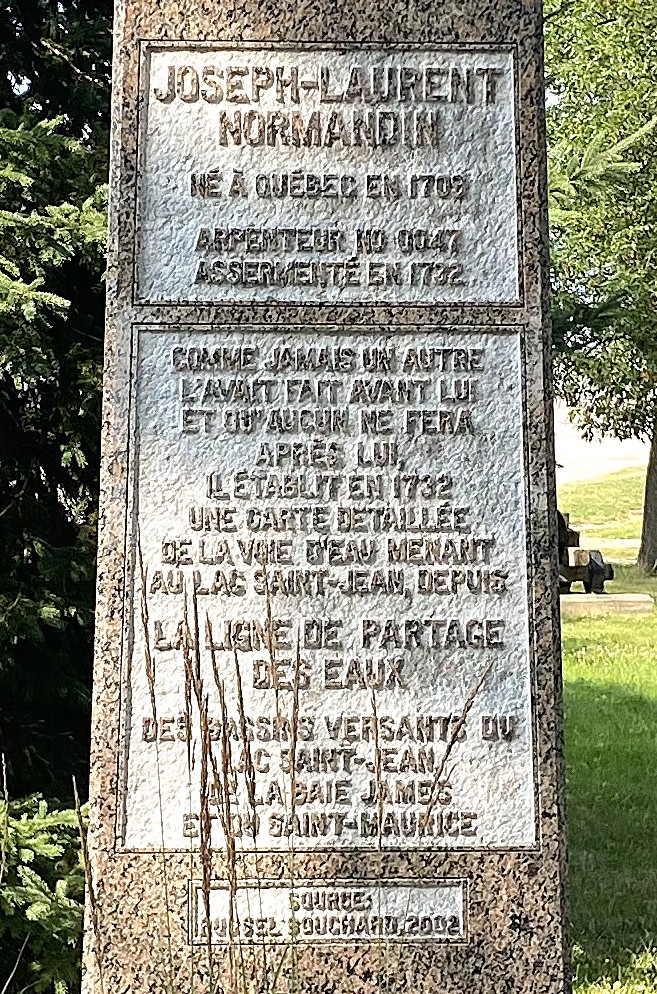 JOSEPH-LAURENT
NORMANDIN
NÉ À QUÉBEC EN 1709
ARPENTEUR NO 0047
ASSERMENTÉ EN 1732
COMME JAMAIS UN AUTRE
L'AVAIT FAIT AVANT LUI
ET QU'AUCUN NE FERA
APRÈS LUI,
IL ÉTABLIT EN 1732
UNE CARTE DÉTAILLÉE
DE LA VOIE D'EAU MENANT
AU LAC SAINT-JEAN, DEPUIS
LA LIGNE DE PARTAGE
DES EAUX
DES BASSINS VERSANTS DU
LAC SAINT-JEAN
DE LA BAIE JAMES
ET DU SAINT-MAURICE
SOURCE:
RUSSEL BOUCHARD, 2002